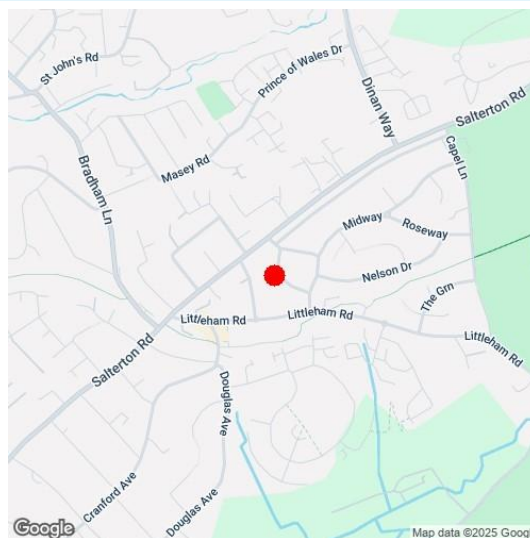 St John's Rd
Prince of Wales Dr
Dinan Way
Salterton Rd
Capel Ln
Masey Rd
Bradham Ln
Midway
Roseway
Nelson Dr
The Grn
Littleham Rd
Littleham Rd
Littleham Rd
Salterton Rd
Douglas Ave
Cranford Ave
Douglas Ave
Google
Map data ©2025 Googl